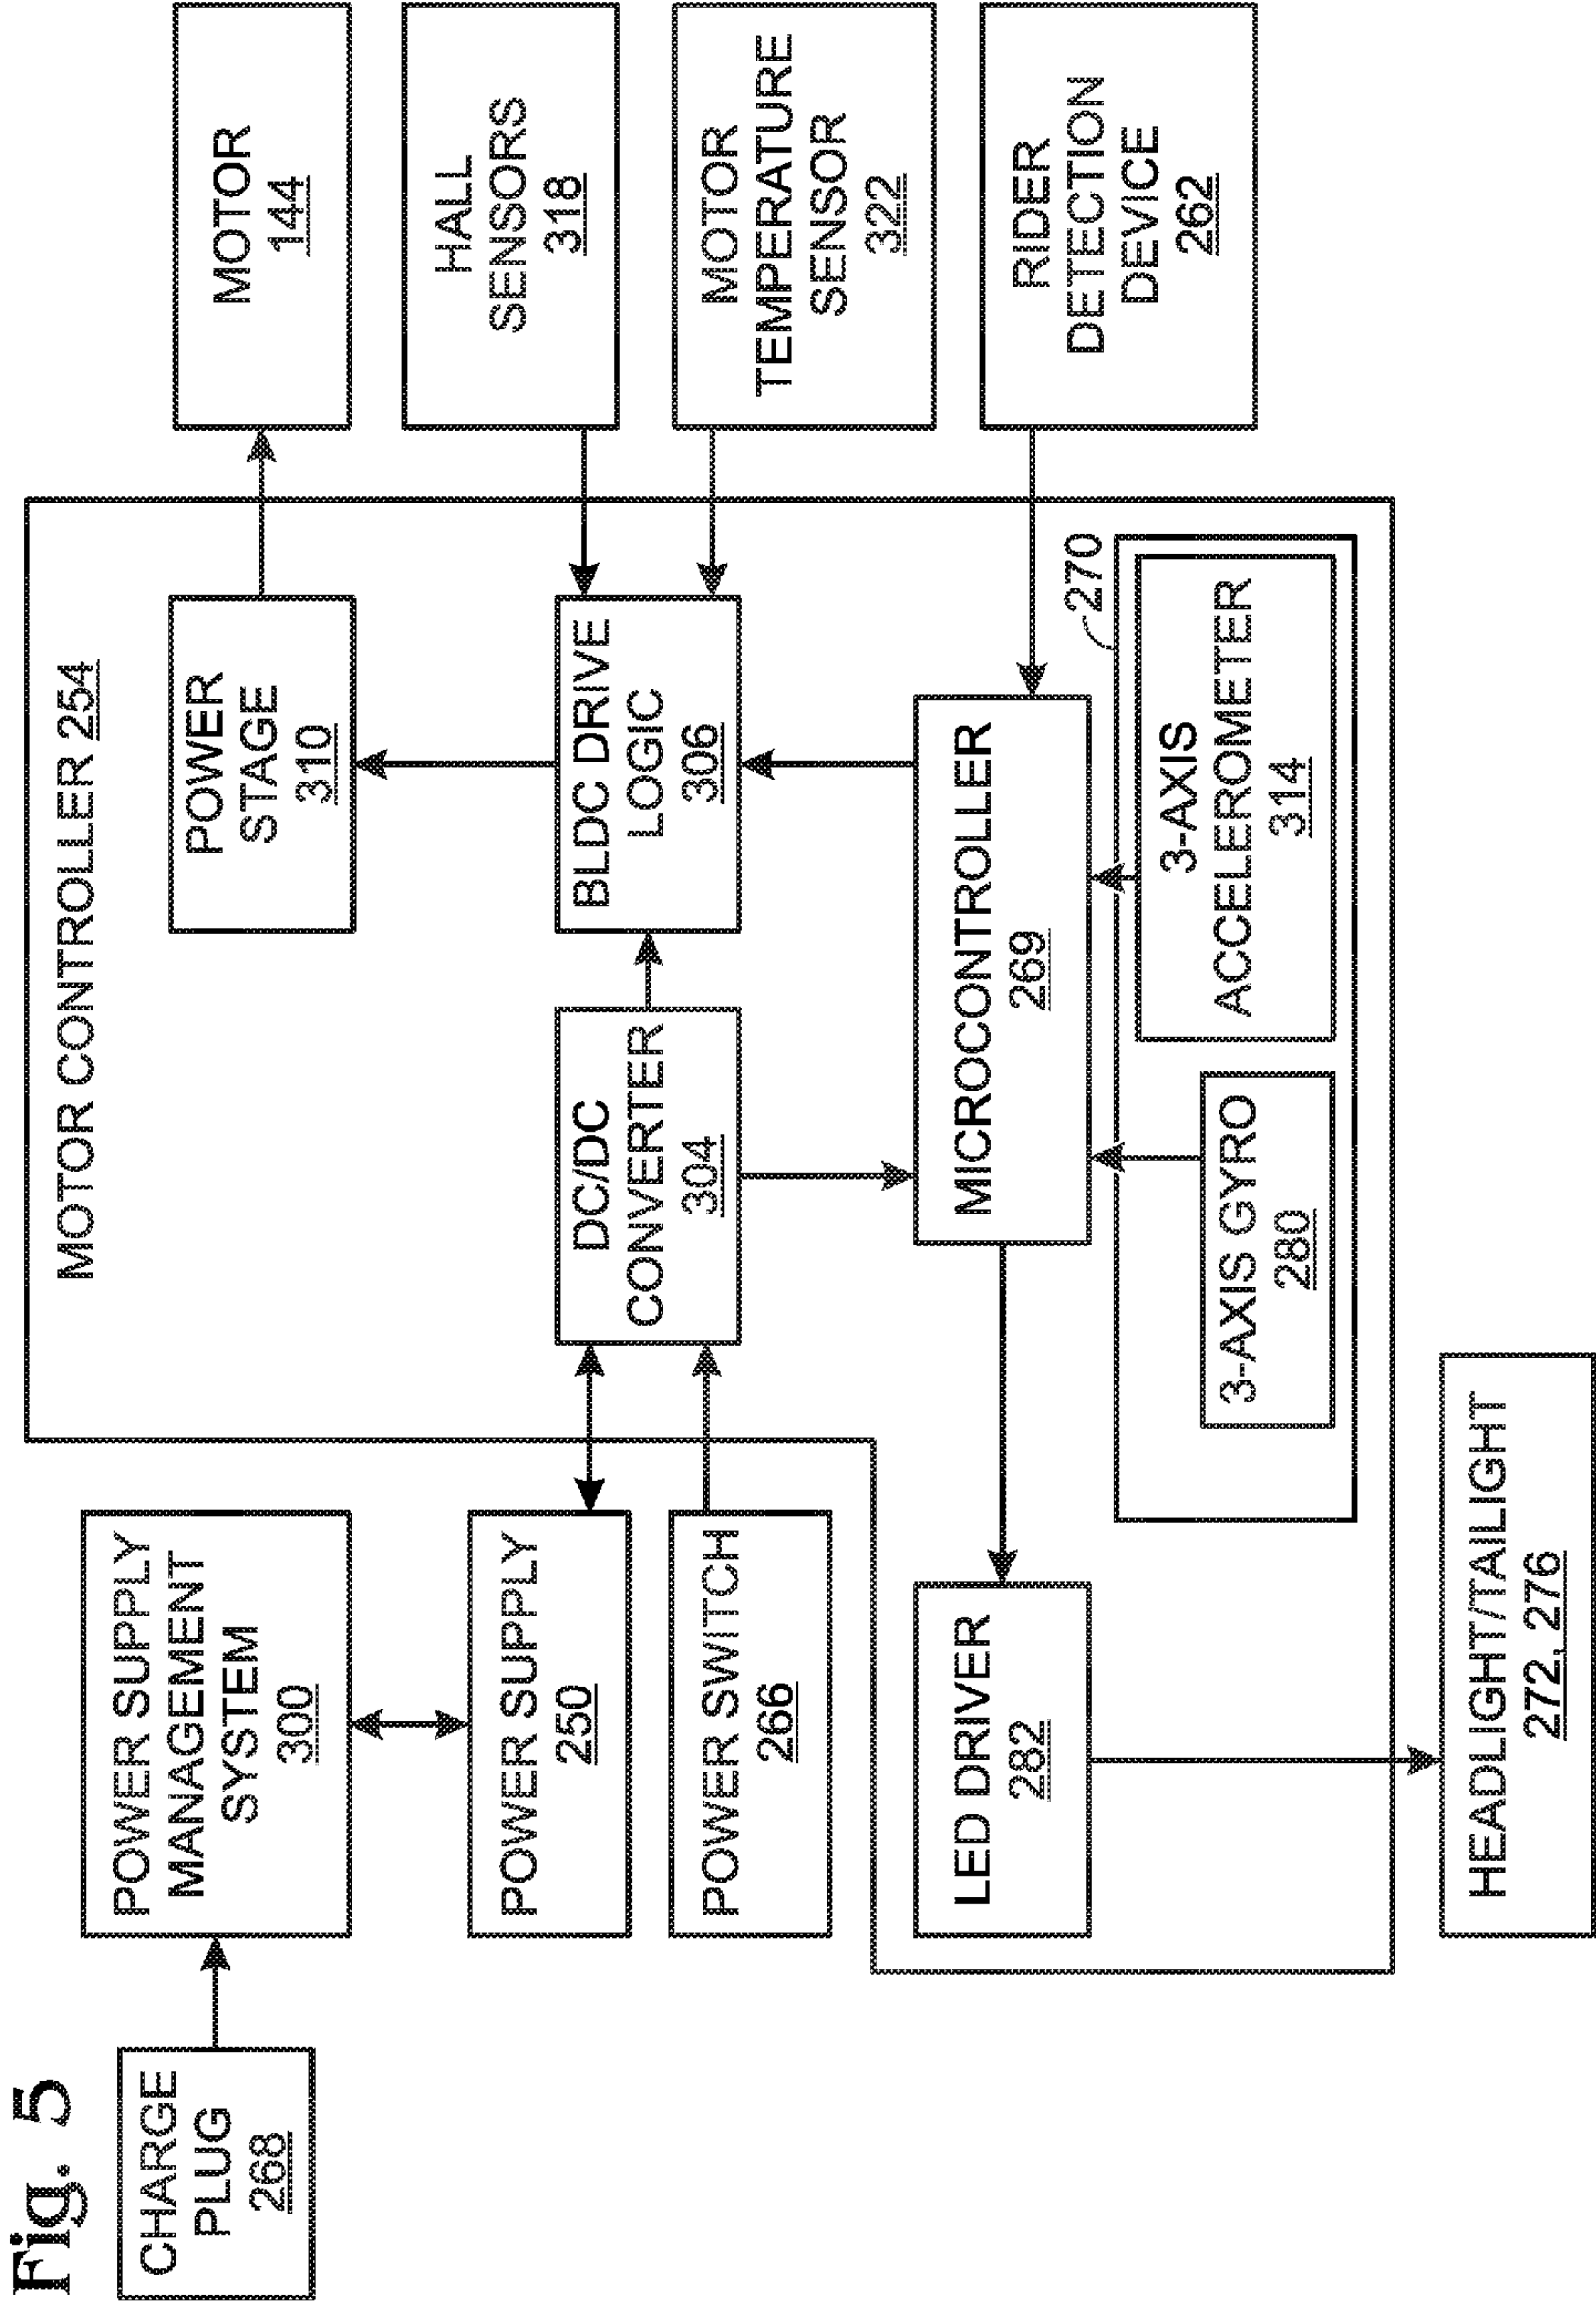 Fig. 5
CHARGE
PLUG
268
POWER SUPPLY
MANAGEMENT
SYSTEM
300
POWER SUPPLY
250
POWER SWITCH
266
MOTOR CONTROLLER 254
DC/DC
CONVERTER
304
POWER
STAGE
310
BLDC DRIVE
LOGIC
306
LED DRIVER
282
MICROCONTROLLER
269
270
3-AXIS GYRO
280
3-AXIS
ACCELEROMETER
314
HEADLIGHT/TAILIGHT
272, 276
MOTOR
144
HALL
SENSORS
318
MOTOR
TEMPERATURE
SENSOR
322
RIDER
DETECTION
DEVICE
262